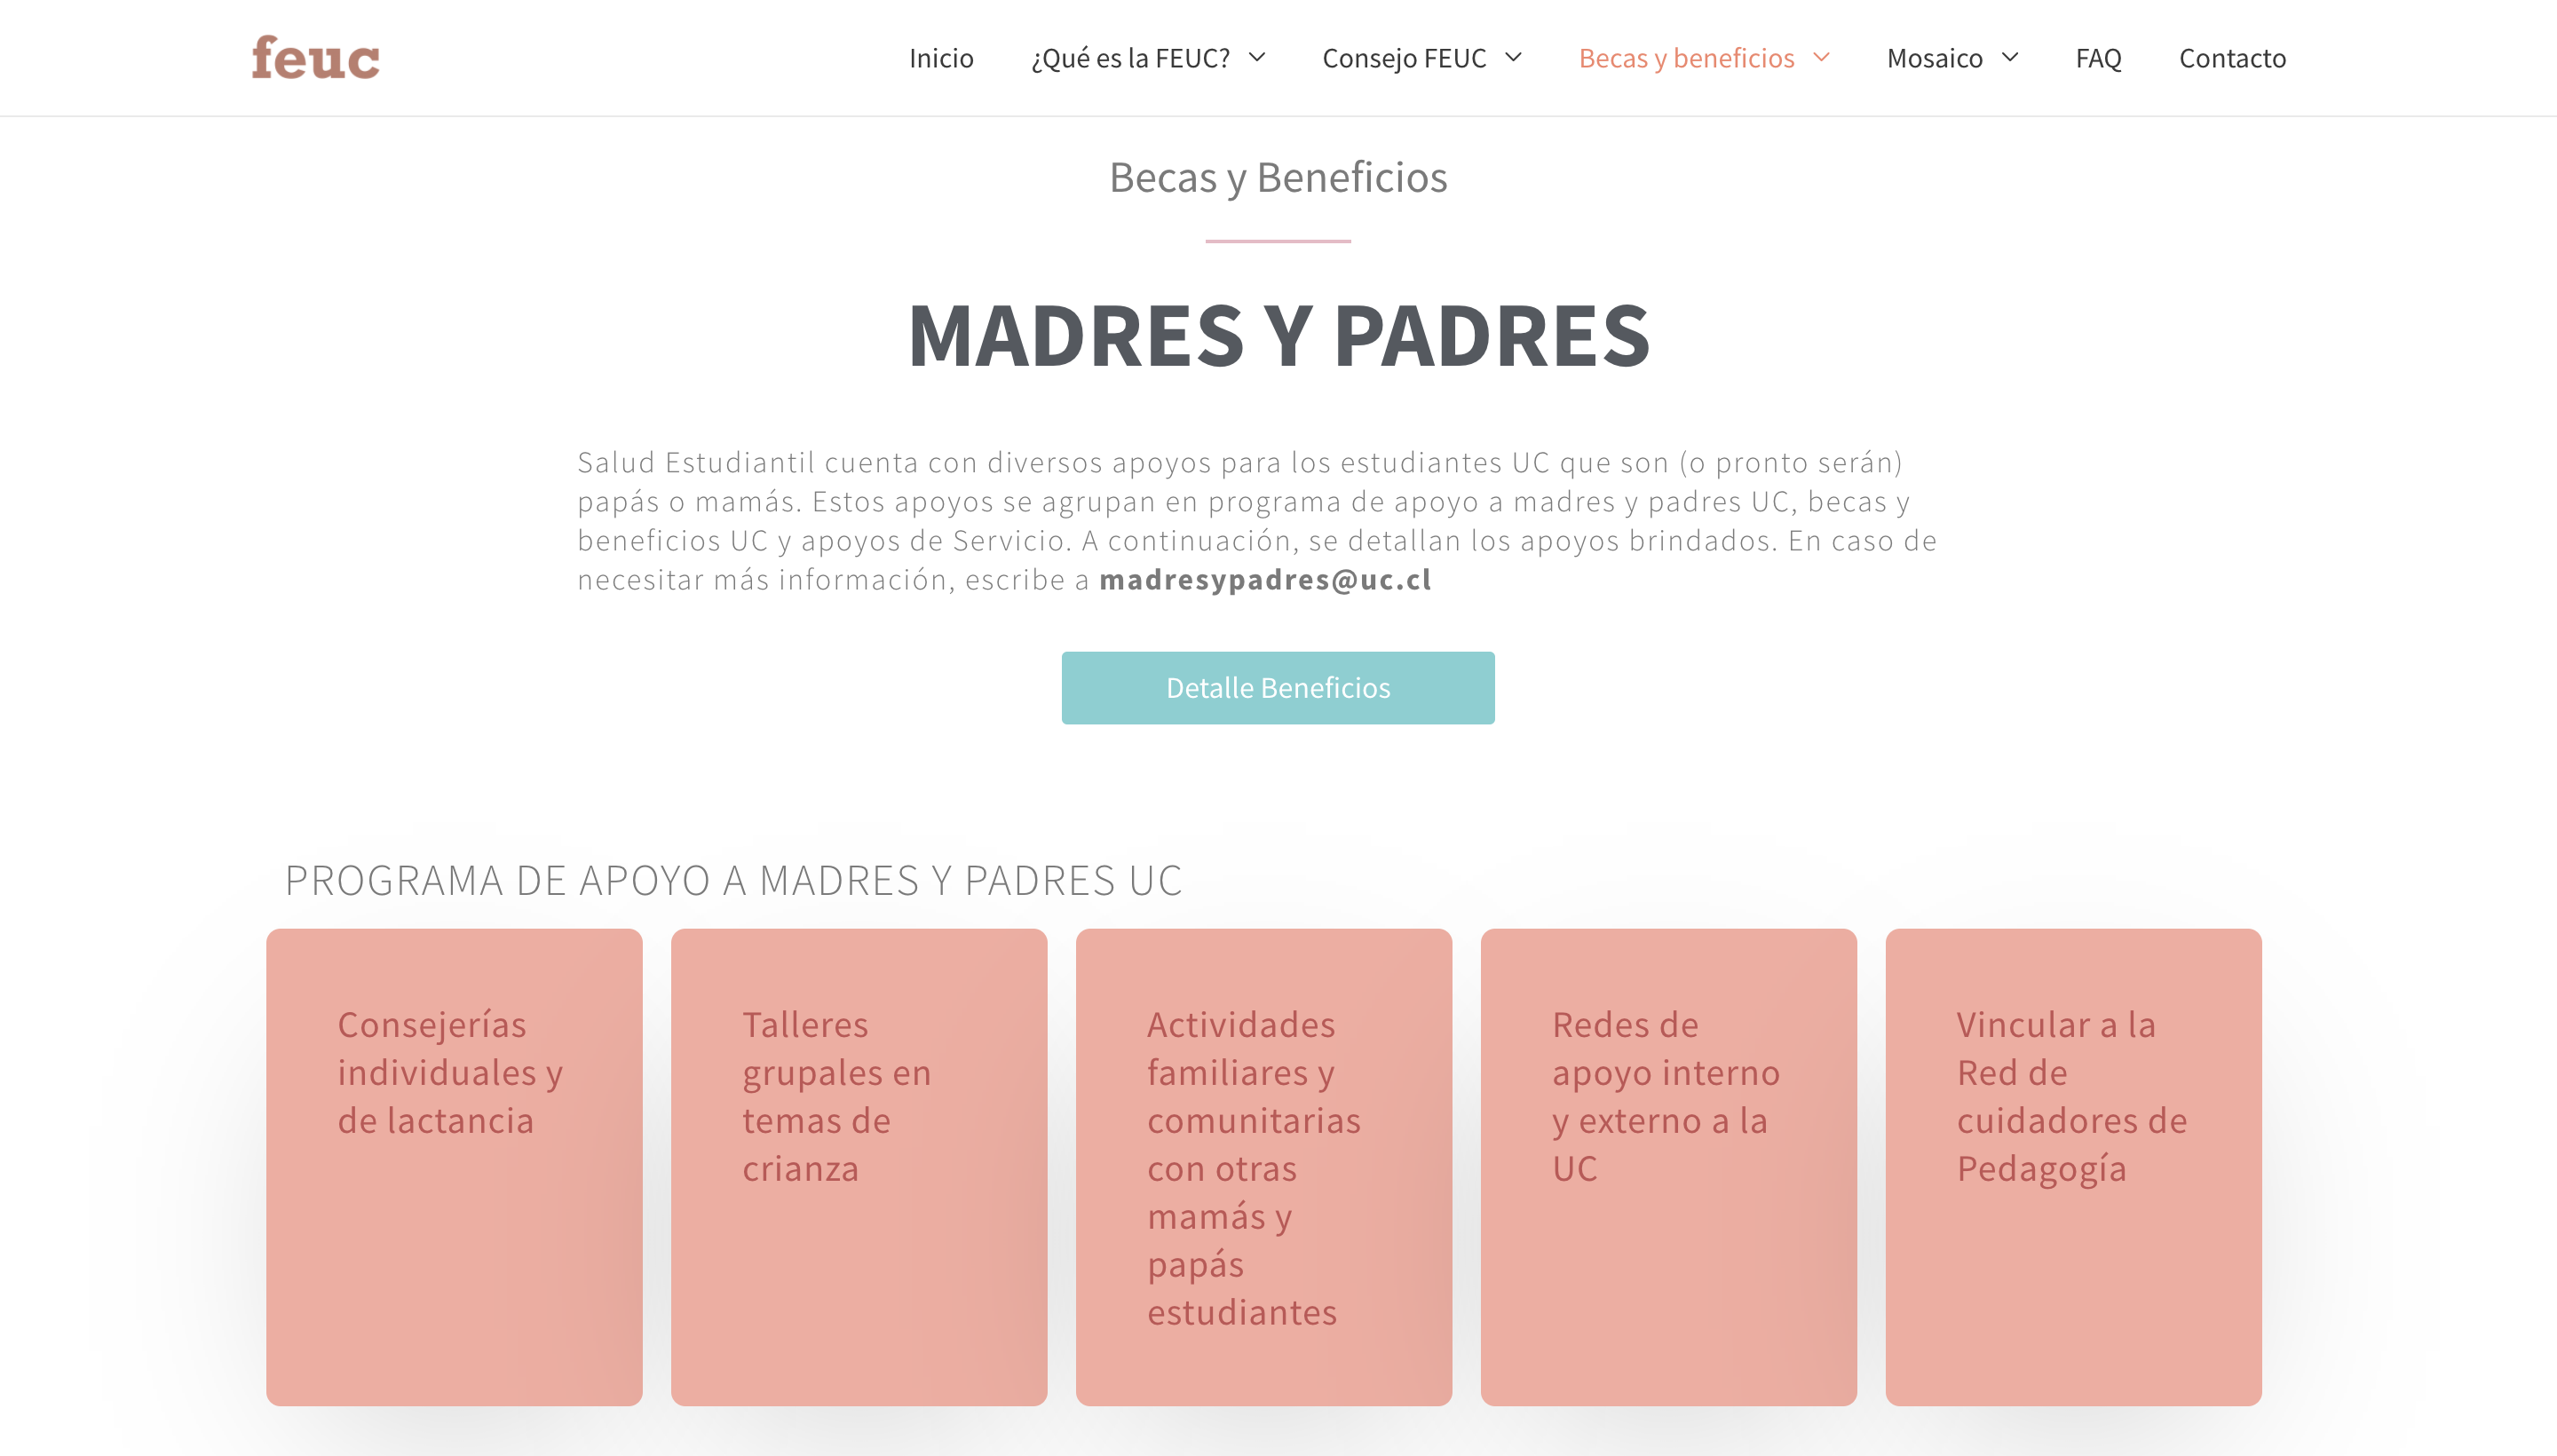 feuc
Inicio
¿Qué es la FEUC?
Consejo FEUC
Becas y beneficios
Mosaico
FAQ
Contacto
Becas y Beneficios
MADRES Y PADRES
Salud Estudiantil cuenta con diversos apoyos para los estudiantes UC que son (o pronto serán)
papás o mamás. Estos apoyos se agrupan en programa de apoyo a madres y padres UC, becas y
beneficios UC y apoyos de Servicio. A continuación, se detallan los apoyos brindados. En caso de
necesitar más información, escribe a madresypadres@uc.cl
Detalle Beneficios
PROGRAMA DE APOYO A MADRES Y PADRES UC
Consejerías
individuales y
de lactancia
Talleres
grupales en
temas de
crianza
Actividades
familiares y
comunitarias
con otras
mamás y
papás
estudiantes
Redes de
apoyo interno
y externo a la
UC
Vincular a la
Red de
cuidadores de
Pedagogía